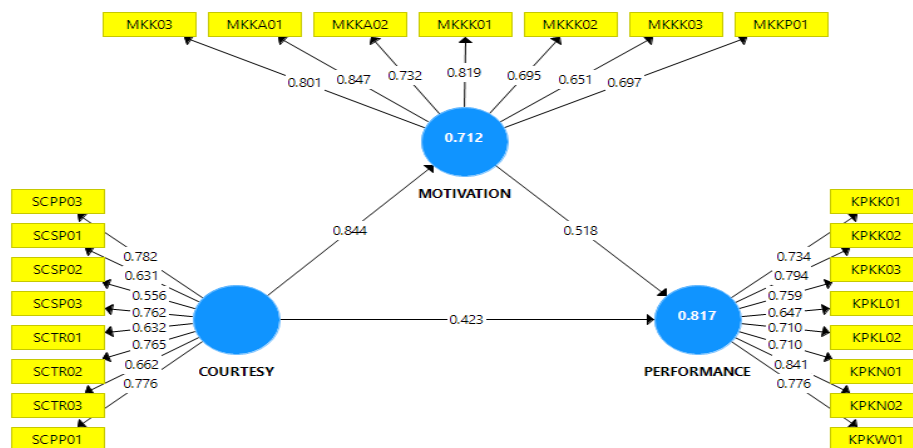 MKK03 MKKA01 MKKA02 MKKK01 MKKK02 MKKK03 MKKP01
0.801 0.847 0.732 0.819 0.695 0.651 0.697
0.712
MOTIVATION
0.844
0.518
0.423
SCPP03
SCSP01
SCSP02
SCSP03
SCTR01
SCTR02
SCTR03
SCPP01
0.782
0.631
0.556
0.762
0.632
0.765
0.662
0.776
COURTESY
0.817
PERFORMANCE
0.734
0.794
0.759
0.647
0.710
0.710
0.841
0.776
KPKK01
KPKK02
KPKK03
KPKL01
KPKL02
KPKN01
KPKN02
KPKW01